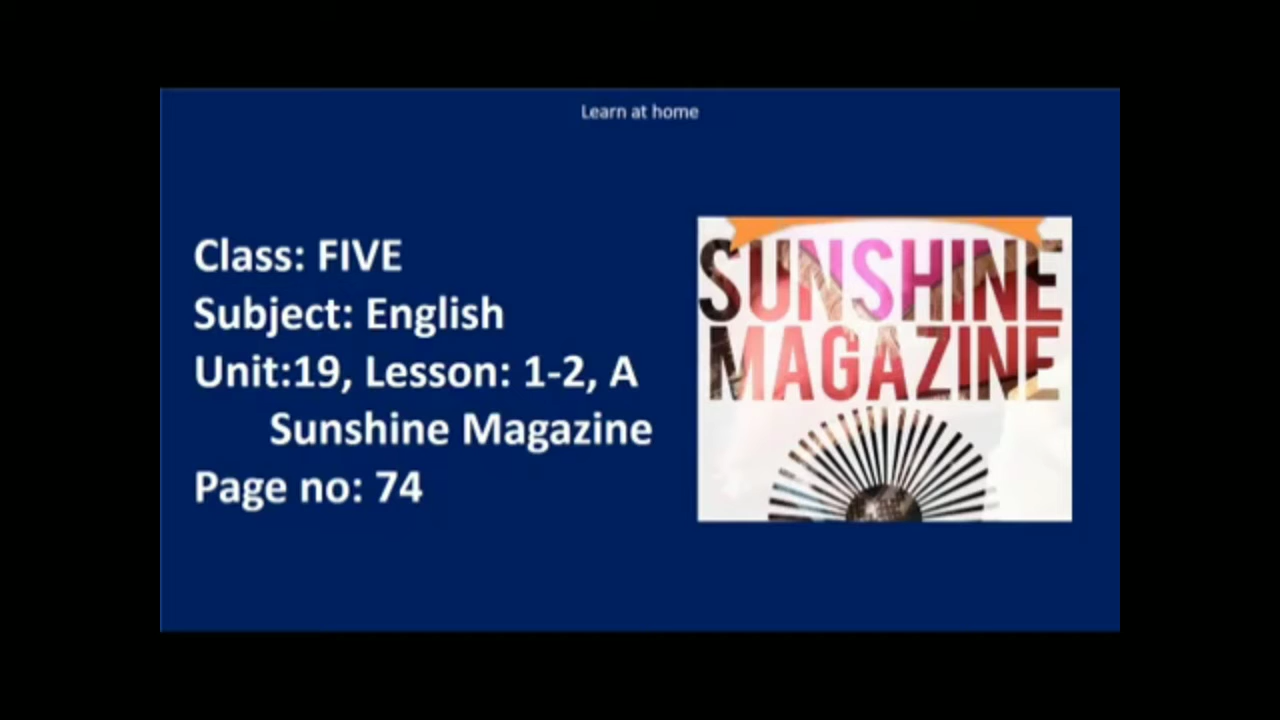 Learn at home
Class: FIVE
Subject: English
Unit:19, Lesson: 1-2, A
Sunshine Magazine
Page no: 74
SUNSHINE
MAGAZINE